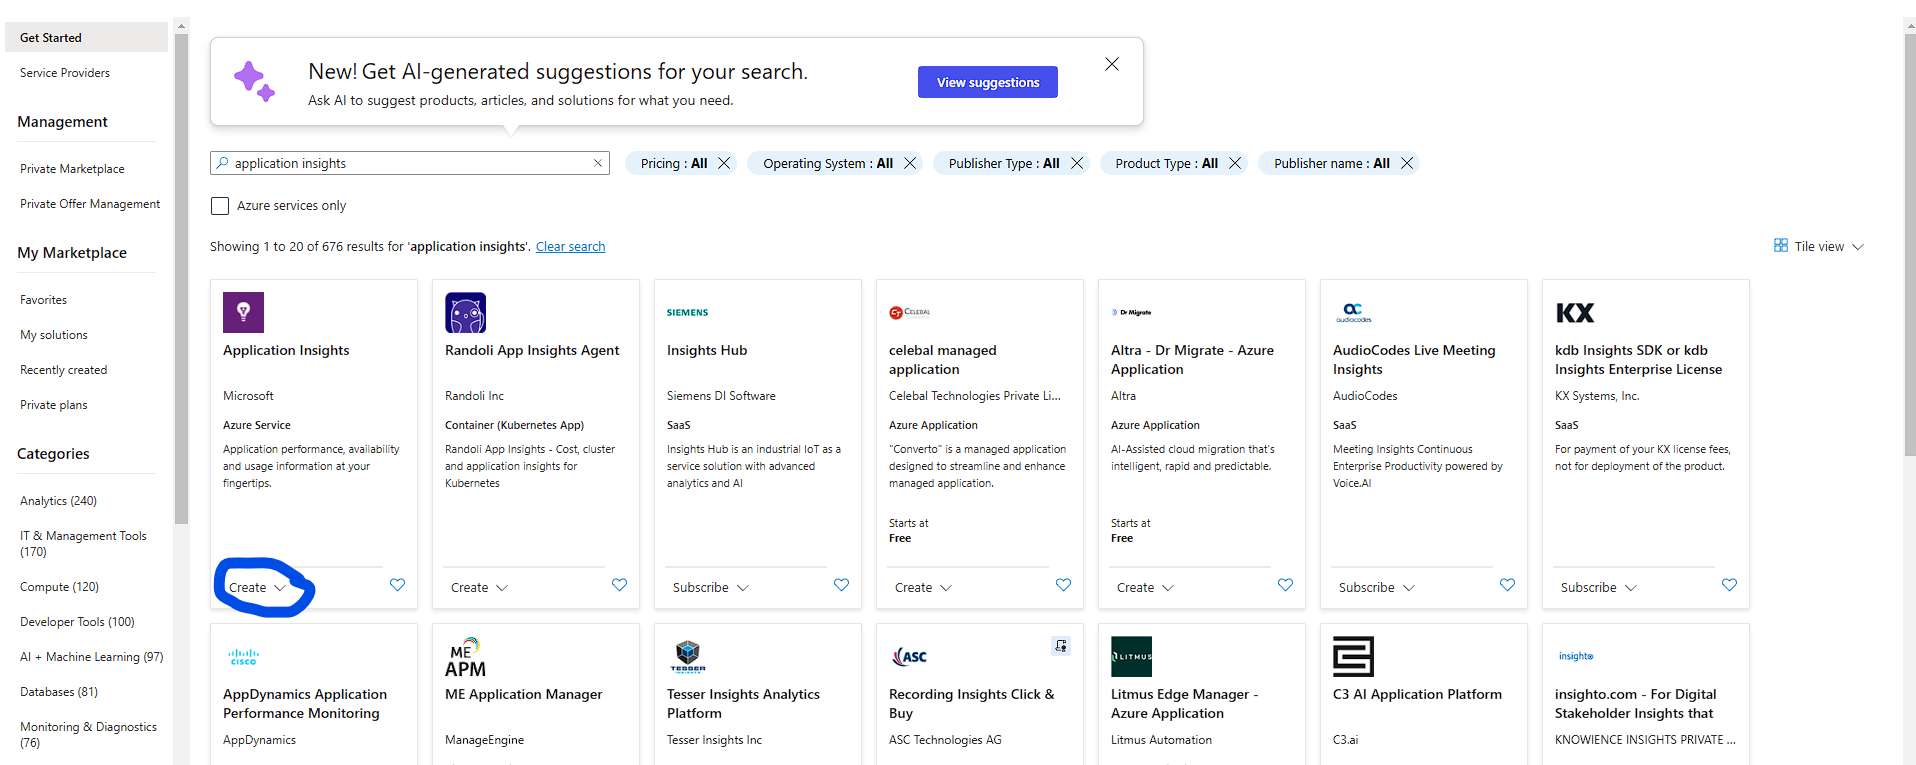 Get Started
Service Providers
Management
Private Marketplace
Private Offer Management
My Marketplace
Favorites
My solutions
Recently created
Private plans
Categories
Analytics (240)
IT & Management Tools
(170)
Compute (120)
Developer Tools (100)
AI + Machine Learning (97)
Databases (81)
Monitoring & Diagnostics
(76)
New! Get AI-generated suggestions for your search.
Ask AI to suggest products, articles, and solutions for what you need.
View suggestions
application insights
Pricing : All
Operating System : All
Publisher Type : All
Product Type : All
Publisher name : All
Azure services only
Showing 1 to 20 of 676 results for 'application insights'. Clear search
Tile view
Application Insights
Microsoft
Azure Service
Application performance, availability
and usage information at your
fingertips.
Create
Randoli App Insights Agent
Randoli Inc
Container (Kubernetes App)
Randoli App Insights - Cost, cluster
and application insights for
Kubernetes
Create
SIEMENS
Insights Hub
Siemens DI Software
SaaS
Insights Hub is an industrial IoT as a
service solution with advanced
analytics and AI
Subscribe
CELEBAL
celebal managed
application
Celebal Technologies Private Li...
Azure Application
"Converto" is a managed application
designed to streamline and enhance
managed application.
Starts at
Free
Create
Dr Migrate
Altra - Dr Migrate - Azure
Application
Altra
Azure Application
AI-Assisted cloud migration that's
intelligent, rapid and predictable.
Starts at
Free
Create
audiocodes
AudioCodes Live Meeting
Insights
AudioCodes
SaaS
Meeting Insights Continuous
Enterprise Productivity powered by
Voice.AI
Subscribe
KX
kdb Insights SDK or kdb
Insights Enterprise License
KX Systems, Inc.
SaaS
For payment of your KX license fees,
not for deployment of the product.
Subscribe
CISCO
AppDynamics Application
Performance Monitoring
AppDynamics
ME
APM
ME Application Manager
ManageEngine
TESSER
INSIGHTS
Tesser Insights Analytics
Platform
Tesser Insights Inc
ASC
Recording Insights Click &
Buy
ASC Technologies AG
LITMUS
Litmus Edge Manager -
Azure Application
Litmus Automation
C3 AI Application Platform
C3.ai
insighto
insighto.com - For Digital
Stakeholder Insights that
KNOWIENCE INSIGHTS PRIVATE ...